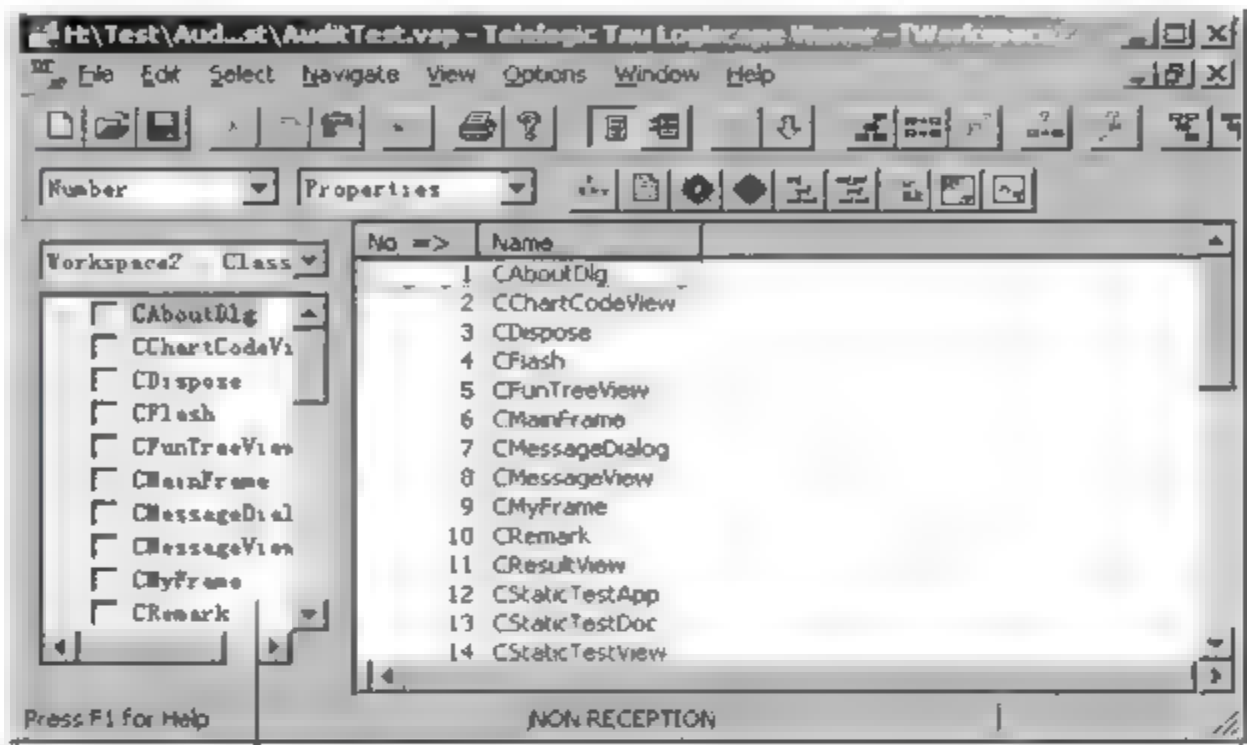 H:\Test\Aud...st\AuditTest.vsp - Telelogic Tau Logiscope Viewer - [Workspace
File Edit Select Navigate View Options Window Help
Number Properties
Workspace2 Class
CAboutDlg
CChartCodeVi
CDispose
CFlash
CFunTreeView
CMainFrame
CMessageDial
CMessageView
CMyFrame
CRemark
No => Name
1 CAboutDlg
2 CChartCodeView
3 CDispose
4 CFlash
5 CFunTreeView
6 CMainFrame
7 CMessageDialog
8 CMessageView
9 CMyFrame
10 CRemark
11 CResultView
12 CStaticTestApp
13 CStaticTestDoc
14 CStaticTestView
Press F1 for Help NON RECEPTION